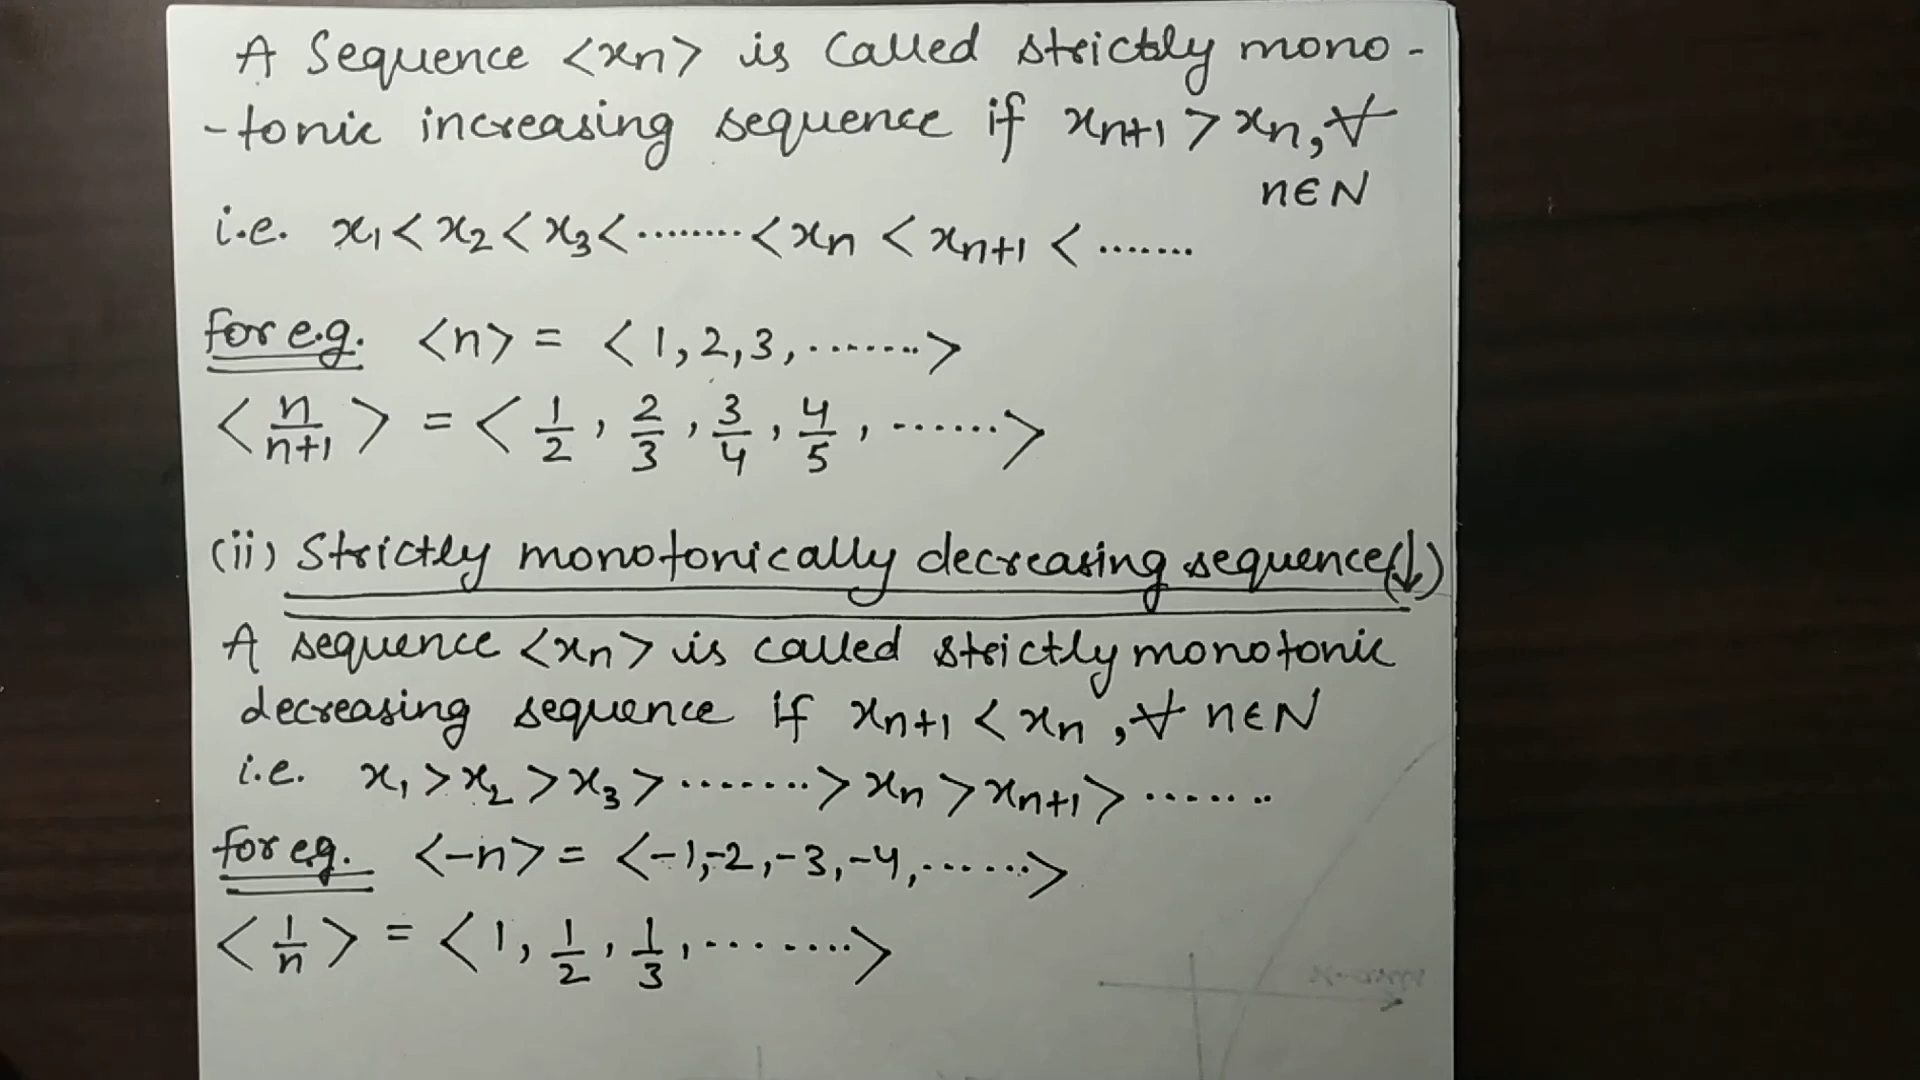 A Sequence <xn> is called strictly mono-
-tonic increasing sequence if xn+1 > xn, ∀
n∈N
i.e. x1 < x2 < x3 < ........ < xn < xn+1 < .......
for e.g. <n> = < 1, 2, 3, ....... >
< n/n+1 > = < 1/2, 2/3, 3/4, 4/5, ....... >
(ii) Strictly monotonically decreasing sequence(↓)
A sequence <xn> is called strictly monotonic
decreasing sequence if xn+1 < xn, ∀ n∈N
i.e. x1 > x2 > x3 > ........ > xn > xn+1 > .......
for e.g. <-n> = <-1, -2, -3, -4, ....... >
< 1/n > = < 1, 1/2, 1/3, ........ >